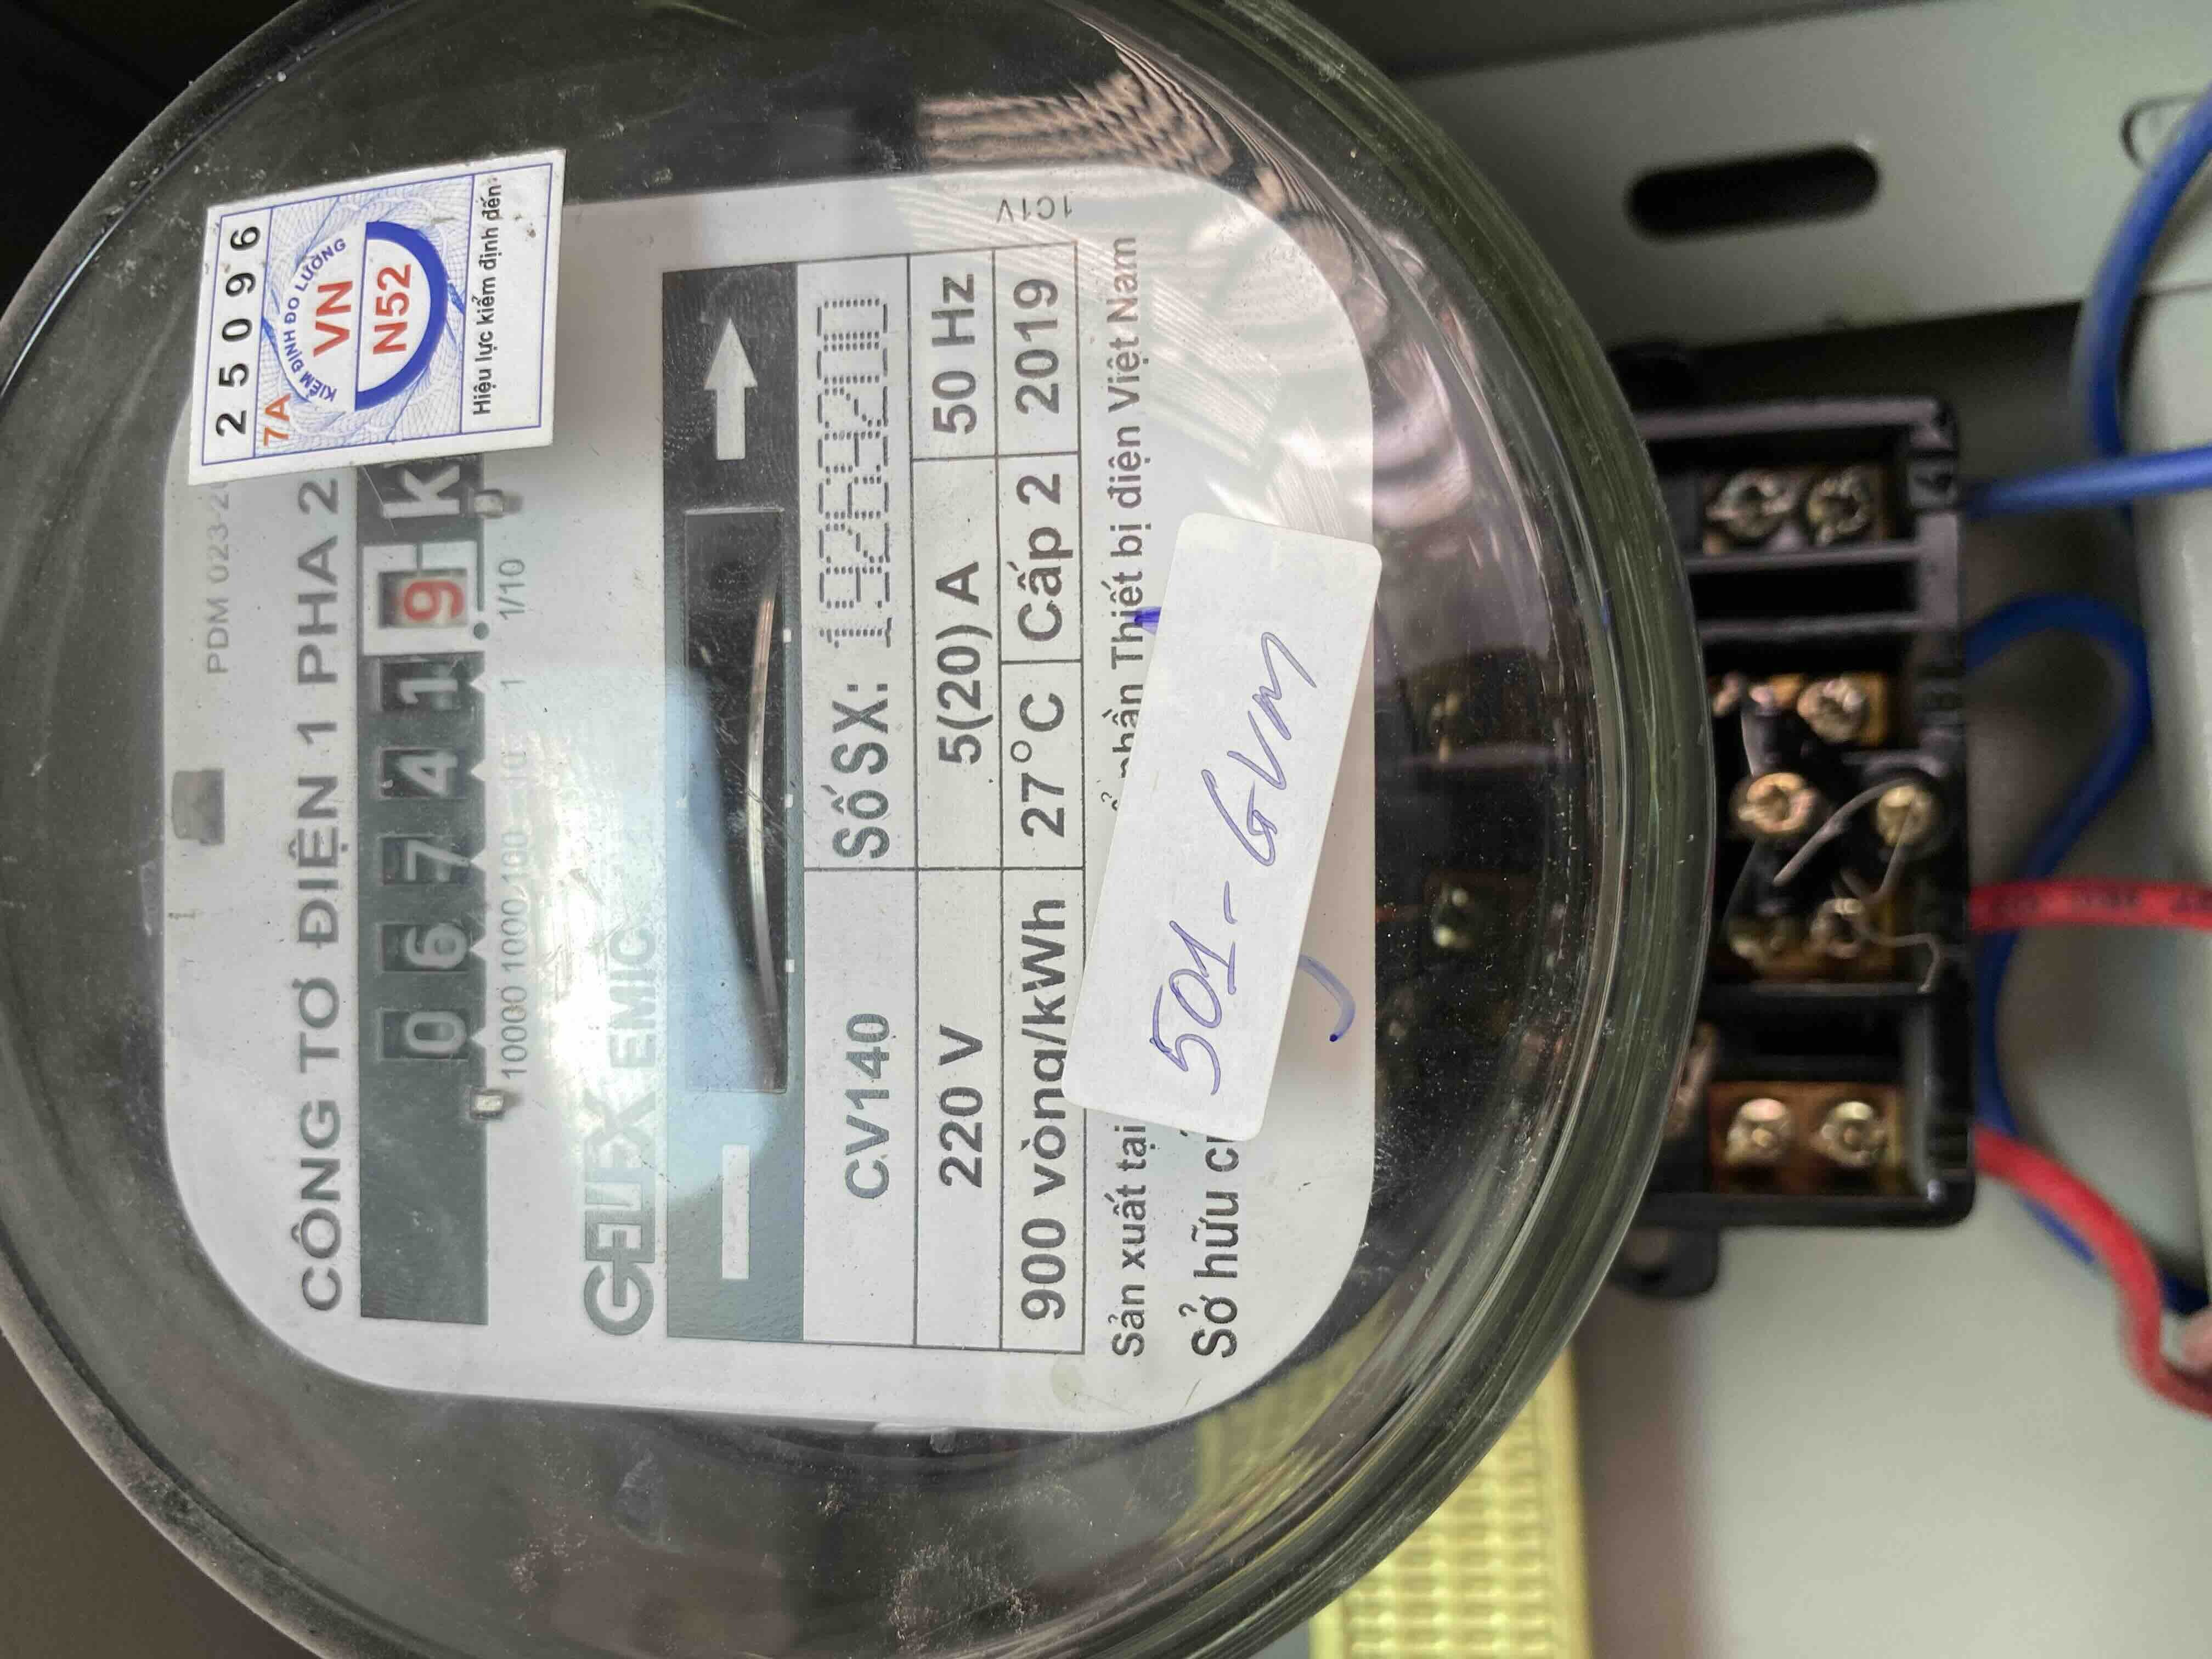 25096
7A
KIỂM ĐỊNH ĐO LƯỜNG
VN
N52
Hiệu lực kiểm định đến
PDM 023-2
CÔNG TƠ ĐIỆN 1 PHA 2
0 6 7 4 1 9 k
10000 1000 100 10 1 1/10
GELEX EMIC
CV140 Số SX: 192693200
220 V 5(20) A 50 Hz
900 vòng/kWh 27°C Cấp 2 2019
1C1V
Sản xuất tại phần Thiết bị điện Việt Nam
Sở hữu
501-GVM